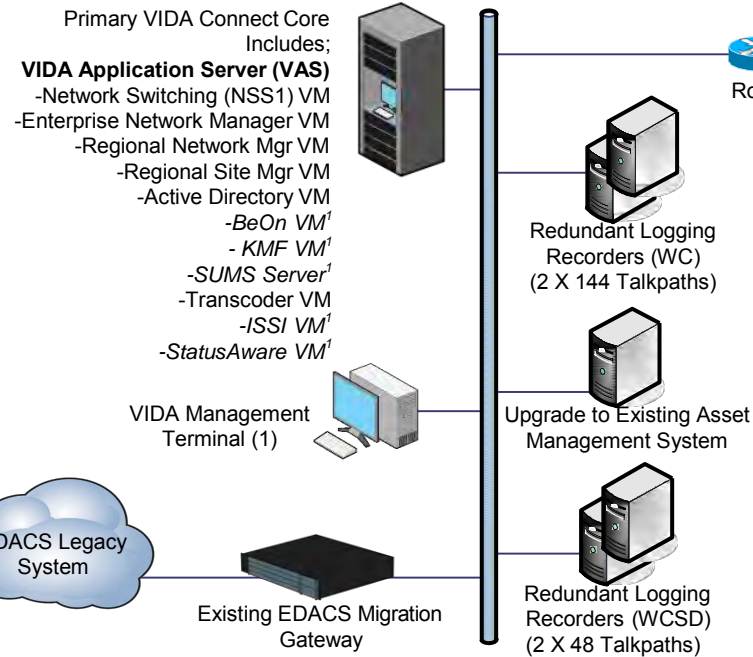 Primary VIDA Connect Core
Includes;
VIDA Application Server (VAS)
-Network Switching (NSS1) VM
-Enterprise Network Manager VM
-Regional Network Mgr VM
-Regional Site Mgr VM
-Active Directory VM
-BeOn VM¹
- KMF VM¹
-SUMS Server¹
-Transcoder VM
-ISSI VM¹
-StatusAware VM¹
VIDA Management
Terminal (1)
DACS Legacy
System
Existing EDACS Migration
Gateway
Ro
Redundant Logging
Recorders (WC)
(2 X 144 Talkpaths)
Upgrade to Existing Asset
Management System
Redundant Logging
Recorders (WCSD)
(2 X 48 Talkpaths)